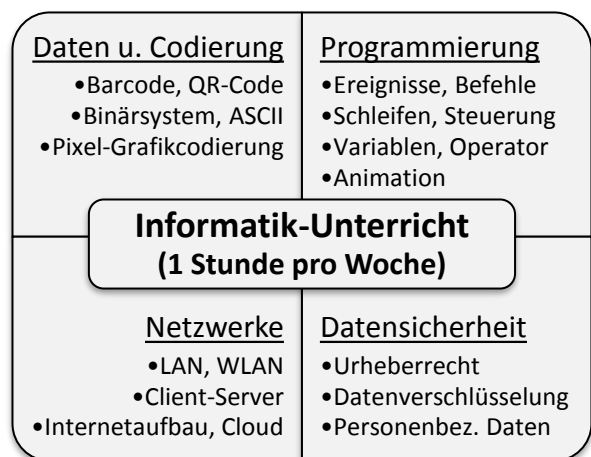 Daten u. Codierung
•Barcode, QR-Code
•Binärsystem, ASCII
•Pixel-Grafikcodierung
Programmierung
•Ereignisse, Befehle
•Schleifen, Steuerung
•Variablen, Operator
•Animation
Informatik-Unterricht
(1 Stunde pro Woche)
Netzwerke
•LAN, WLAN
•Client-Server
•Internetaufbau, Cloud
Datensicherheit
•Urheberrecht
•Datenverschlüsselung
•Personenbez. Daten